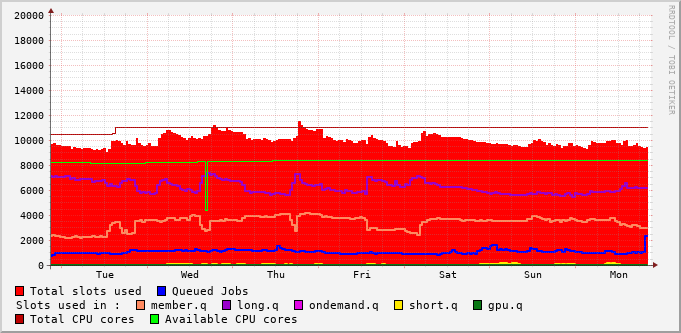 20000
18000
16000
14000
12000
10000
8000
6000
4000
2000
0
Tue Wed Thu Fri Sat Sun Mon
Total slots used Queued Jobs
Slots used in : member.q long.q ondemand.q short.q gpu.q
Total CPU cores Available CPU cores
RRDTOOL / TOBI OETIKER